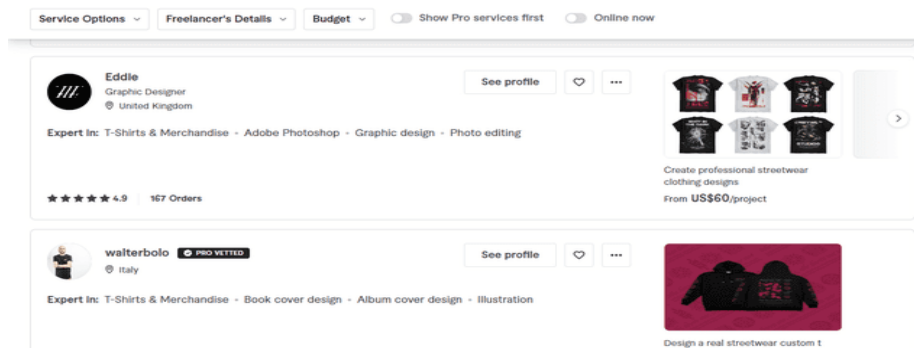 Service Options
Freelancer's Details
Budget
Show Pro services first
Online now
Eddie
Graphic Designer
United Kingdom
See profile
Expert In: T-Shirts & Merchandise • Adobe Photoshop • Graphic design • Photo editing
4.9 167 Orders
Create professional streetwear
clothing designs
From US$60/project
walterbolo PRO VETTED
Italy
See profile
Expert In: T-Shirts & Merchandise • Book cover design • Album cover design • Illustration
Design a real streetwear custom t